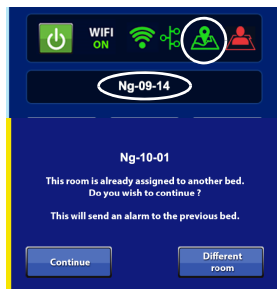 WIFI
ON
Ng-09-14
Ng-10-01
This room is already assigned to another bed.
Do you wish to continue ?
This will send an alarm to the previous bed.
Continue
Different
room